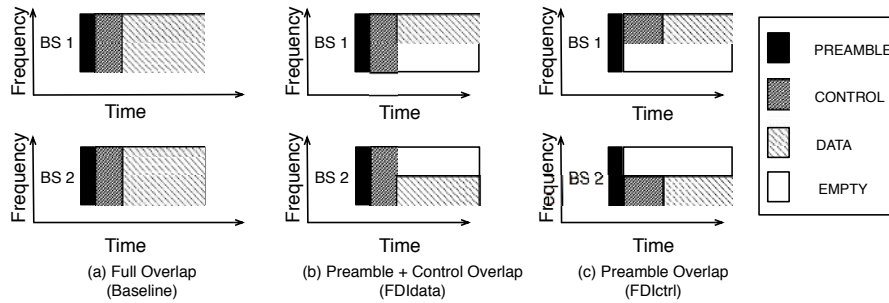 Frequency
BS 1
Time
Frequency
BS 1
Time
Frequency
BS 1
Time
Frequency
BS 2
Time
Frequency
BS 2
Time
Frequency
BS 2
Time
(a) Full Overlap
(Baseline)
(b) Preamble + Control Overlap
(FDIdata)
(c) Preamble Overlap
(FDIctrl)
PREAMBLE
CONTROL
DATA
EMPTY